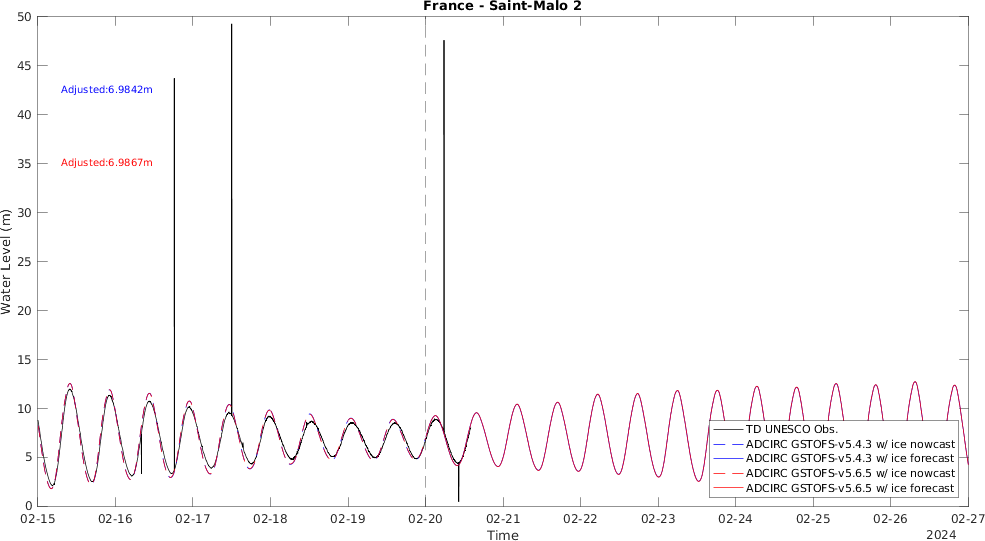 France - Saint-Malo 2
50
45
40
35
30
25
20
15
10
5
0
Water Level (m)
Adjusted:6.9842m
Adjusted:6.9867m
TD UNESCO Obs.
ADCIRC GSTOFS-v5.4.3 w/ ice nowcast
ADCIRC GSTOFS-v5.4.3 w/ ice forecast
ADCIRC GSTOFS-v5.6.5 w/ ice nowcast
ADCIRC GSTOFS-v5.6.5 w/ ice forecast
02-15 02-16 02-17 02-18 02-19 02-20 02-21 02-22 02-23 02-24 02-25 02-26 02-27
Time
2024